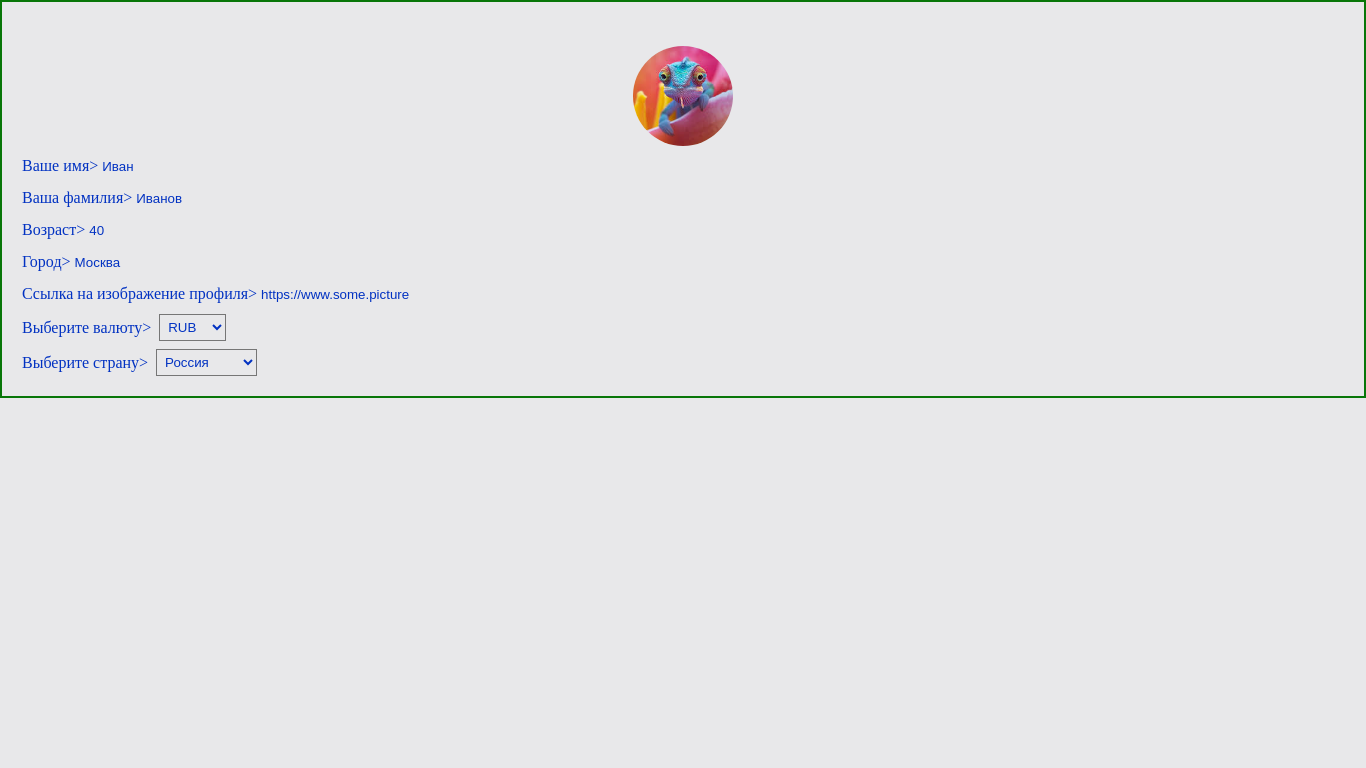 Ваше имя> Иван
Ваша фамилия> Иванов
Возраст> 40
Город> Москва
Ссылка на изображение профиля> https://www.some.picture
Выберите валюту> RUB
Выберите страну> Россия